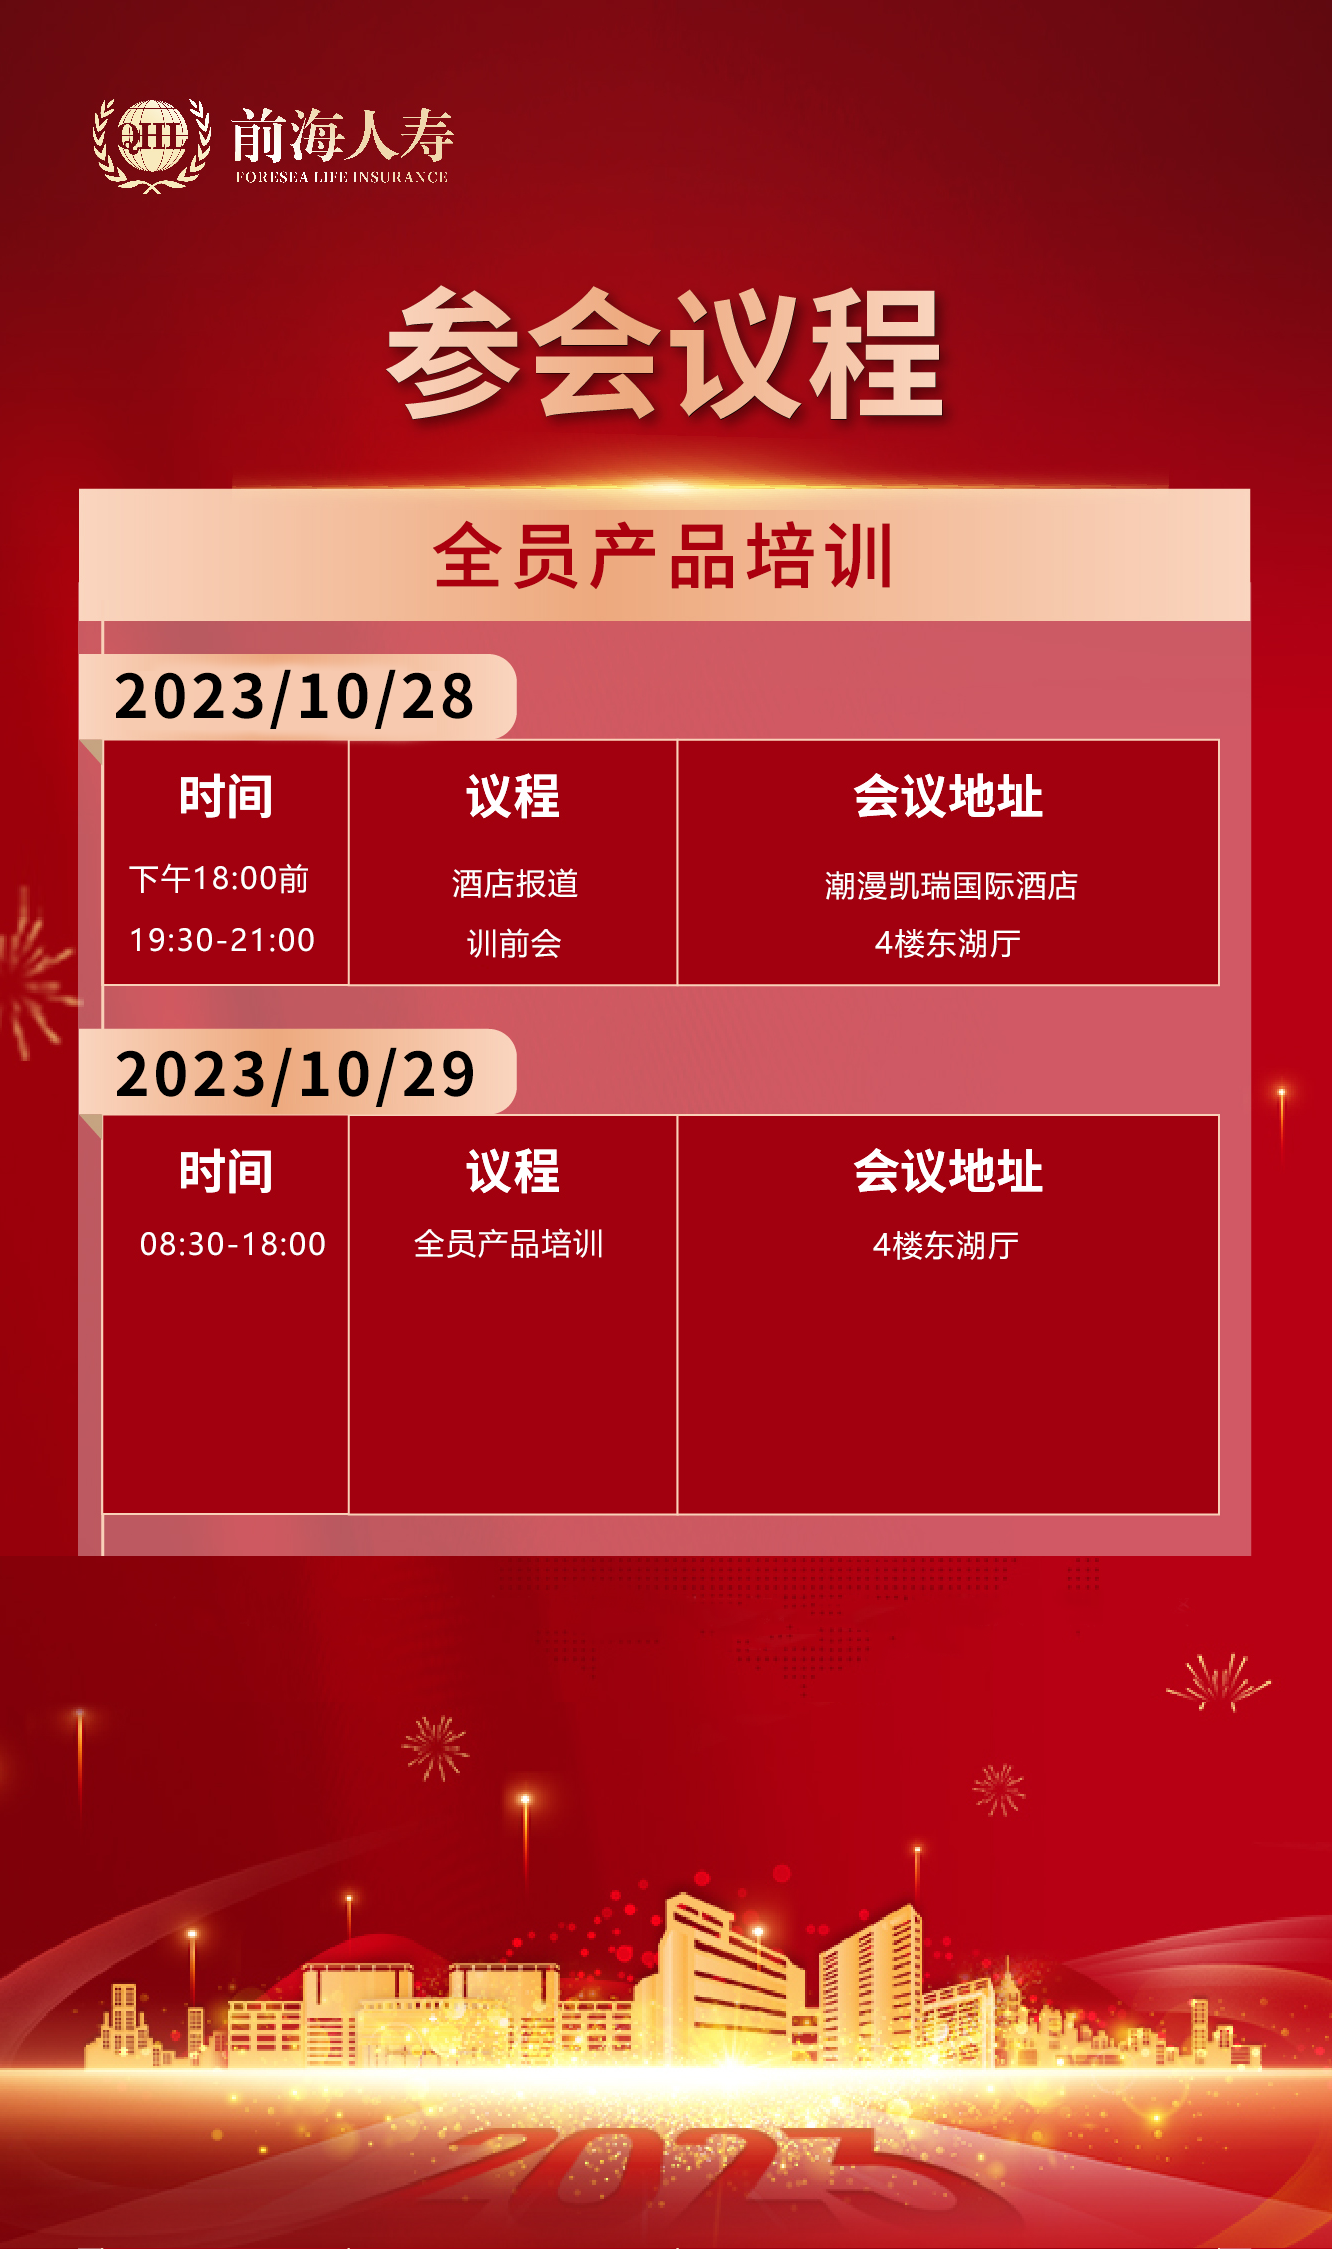 QHL
前海人寿
FORESEA LIFE INSURANCE
参会议程
全员产品培训
2023/10/28
时间 议程 会议地址
下午18:00前 酒店报道 潮漫凯瑞国际酒店
19:30-21:00 训前会 4楼东湖厅
2023/10/29
时间 议程 会议地址
08:30-18:00 全员产品培训 4楼东湖厅
2023